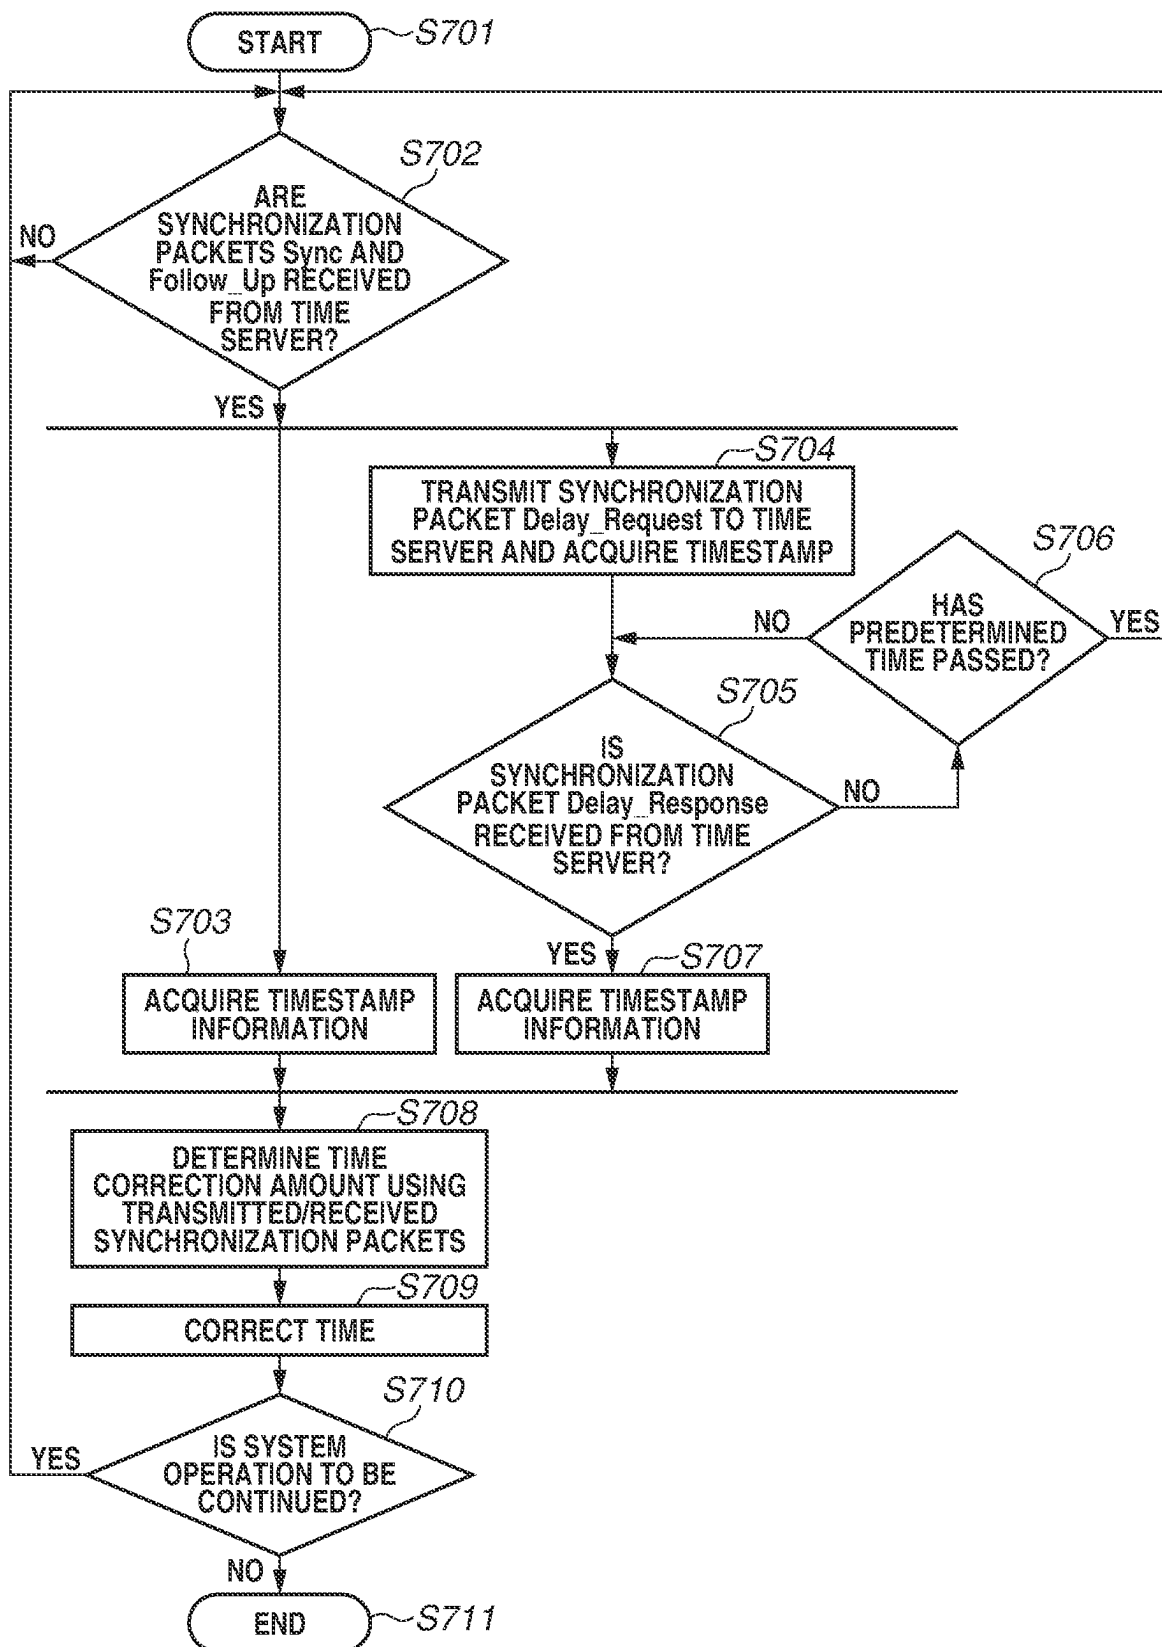 START
S701
S702
ARE
SYNCHRONIZATION
PACKETS Sync AND
Follow_Up RECEIVED
FROM TIME
SERVER?
NO
YES
S704
TRANSMIT SYNCHRONIZATION
PACKET Delay_Request TO TIME
SERVER AND ACQUIRE TIMESTAMP
S706
HAS
PREDETERMINED
TIME PASSED?
NO
YES
S705
IS
SYNCHRONIZATION
PACKET Delay_Response
RECEIVED FROM TIME
SERVER?
NO
YES
S703
ACQUIRE TIMESTAMP
INFORMATION
S707
ACQUIRE TIMESTAMP
INFORMATION
S708
DETERMINE TIME
CORRECTION AMOUNT USING
TRANSMITTED/RECEIVED
SYNCHRONIZATION PACKETS
S709
CORRECT TIME
S710
IS SYSTEM
OPERATION TO BE
CONTINUED?
YES
NO
END
S711